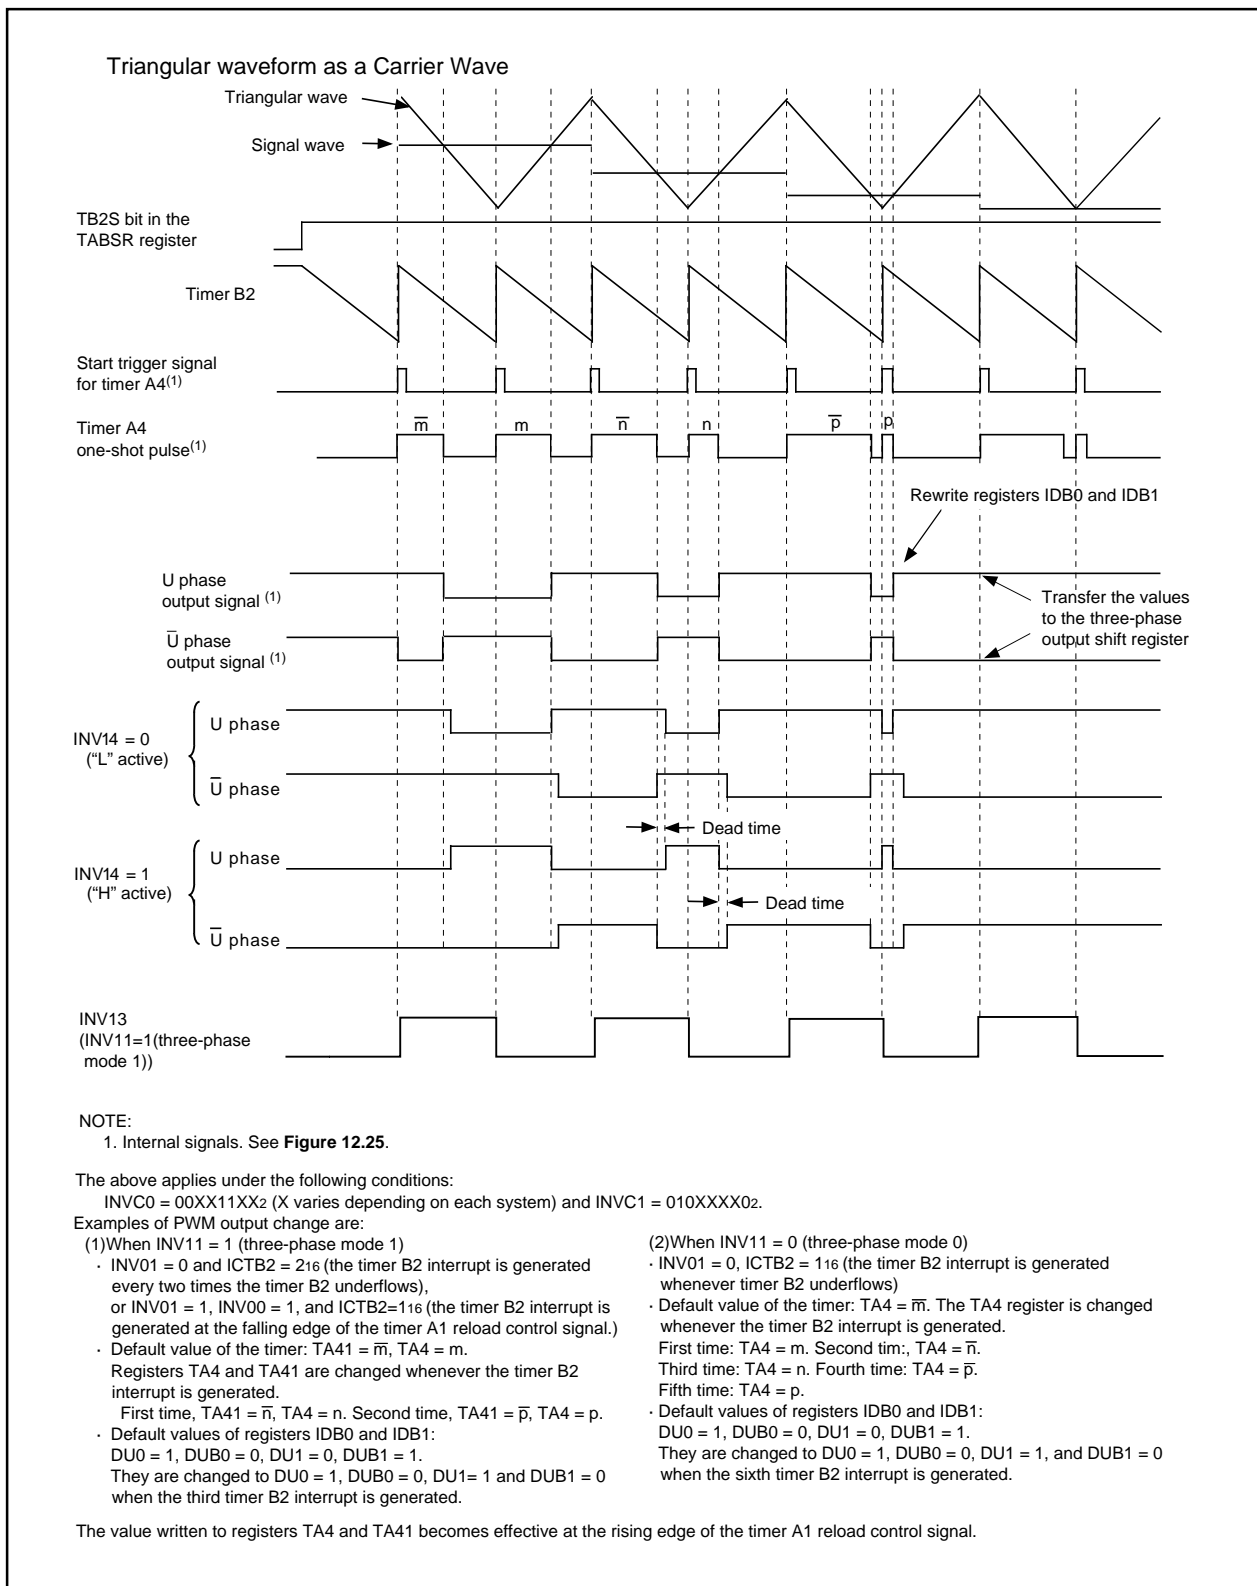 Triangular waveform as a Carrier Wave
Triangular wave
Signal wave
TB2S bit in the
TABSR register
Timer B2
Start trigger signal
for timer A4(1)
Timer A4
one-shot pulse(1)
m̅
m
n̅
n
p̅
p
Rewrite registers IDB0 and IDB1
U phase
output signal (1)
Transfer the values
to the three-phase
output shift register
U̅ phase
output signal (1)
INV14 = 0
(“L” active)
U phase
U̅ phase
Dead time
INV14 = 1
(“H” active)
U phase
Dead time
U̅ phase
INV13
(INV11=1(three-phase
mode 1))
NOTE:
1. Internal signals. See Figure 12.25.
The above applies under the following conditions:
INVC0 = 00XX11XX2 (X varies depending on each system) and INVC1 = 010XXXX02.
Examples of PWM output change are:
(1)When INV11 = 1 (three-phase mode 1)
· INV01 = 0 and ICTB2 = 216 (the timer B2 interrupt is generated
every two times the timer B2 underflows),
or INV01 = 1, INV00 = 1, and ICTB2=116 (the timer B2 interrupt is
generated at the falling edge of the timer A1 reload control signal.)
· Default value of the timer: TA41 = m̅, TA4 = m.
Registers TA4 and TA41 are changed whenever the timer B2
interrupt is generated.
First time, TA41 = n̅, TA4 = n. Second time, TA41 = p̅, TA4 = p.
· Default values of registers IDB0 and IDB1:
DU0 = 1, DUB0 = 0, DU1 = 0, DUB1 = 1.
They are changed to DU0 = 1, DUB0 = 0, DU1= 1 and DUB1 = 0
when the third timer B2 interrupt is generated.
(2)When INV11 = 0 (three-phase mode 0)
· INV01 = 0, ICTB2 = 116 (the timer B2 interrupt is generated
whenever timer B2 underflows)
· Default value of the timer: TA4 = m̅. The TA4 register is changed
whenever the timer B2 interrupt is generated.
First time: TA4 = m. Second tim:, TA4 = n̅.
Third time: TA4 = n. Fourth time: TA4 = p̅.
Fifth time: TA4 = p.
· Default values of registers IDB0 and IDB1:
DU0 = 1, DUB0 = 0, DU1 = 0, DUB1 = 1.
They are changed to DU0 = 1, DUB0 = 0, DU1 = 1, and DUB1 = 0
when the sixth timer B2 interrupt is generated.
The value written to registers TA4 and TA41 becomes effective at the rising edge of the timer A1 reload control signal.